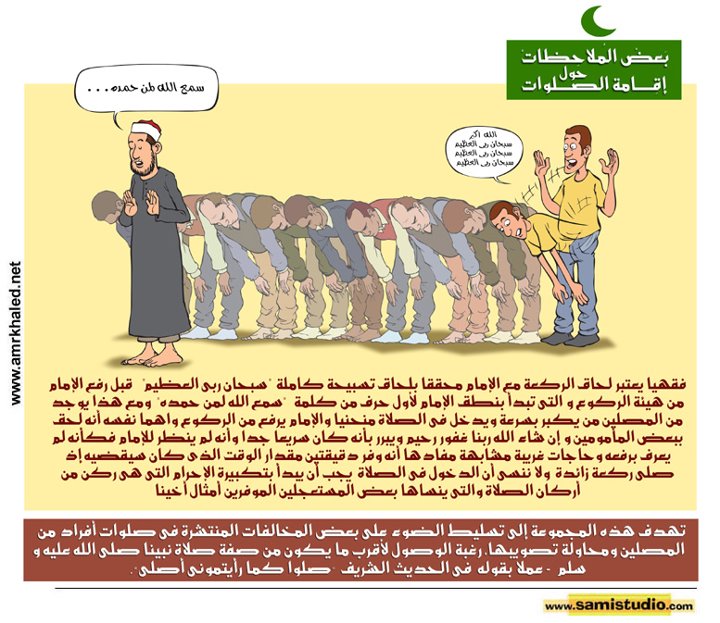 بعض الملاحظات
حول
إقامة الصلوات
سمع الله لمن حمده...
الله اكبر
سبحان ربى العظيم
سبحان ربى العظيم
سبحان ربى العظيم
www.amrkhaled.net
فقهيا يعتبر لحاق الركعة مع الإمام محققا بلحاق تسبيحة كاملة "سبحان ربى العظيم" قبل رفع الإمام
من هيئة الركوع و التى تبدأ بنطق الإمام لأول حرف من كلمة "سمع الله لمن حمده" ومع هذا يوجد
من المصلين من يكبر بسرعة ويدخل فى الصلاة منحنيا والإمام يرفع من الركوع واهما نفسه أنه لحق
ببعض المأمومين و إن شاء الله ربنا غفور رحيم ويبرر بأنه كان سريعا جدا وأنه لم ينظر للإمام فكأنه لم
يعرف برفعه و حاجات غريبة مشابهة مفادها أنه وفر دقيقتين مقدار الوقت الذى كان سيقضيه إذ
صلى ركعة زائدة ولا ننسى أن الدخول فى الصلاة يجب أن يبدأ بتكبيرة الإحرام التى هى ركن من
أركان الصلاة والتى ينساها بعض المستعجلين الموفرين أمثال أخينا
تهدف هذه المجموعة إلى تسليط الضوء على بعض المخالفات المنتشرة فى صلوات أفراد من
المصلين ومحاولة تصويبها، رغبة الوصول لأقرب ما يكون من صفة صلاة نبينا صلى الله عليه و
سلم - عملا بقوله فى الحديث الشريف "صلوا كما رأيتمونى أصلى".
www.samistudio.com